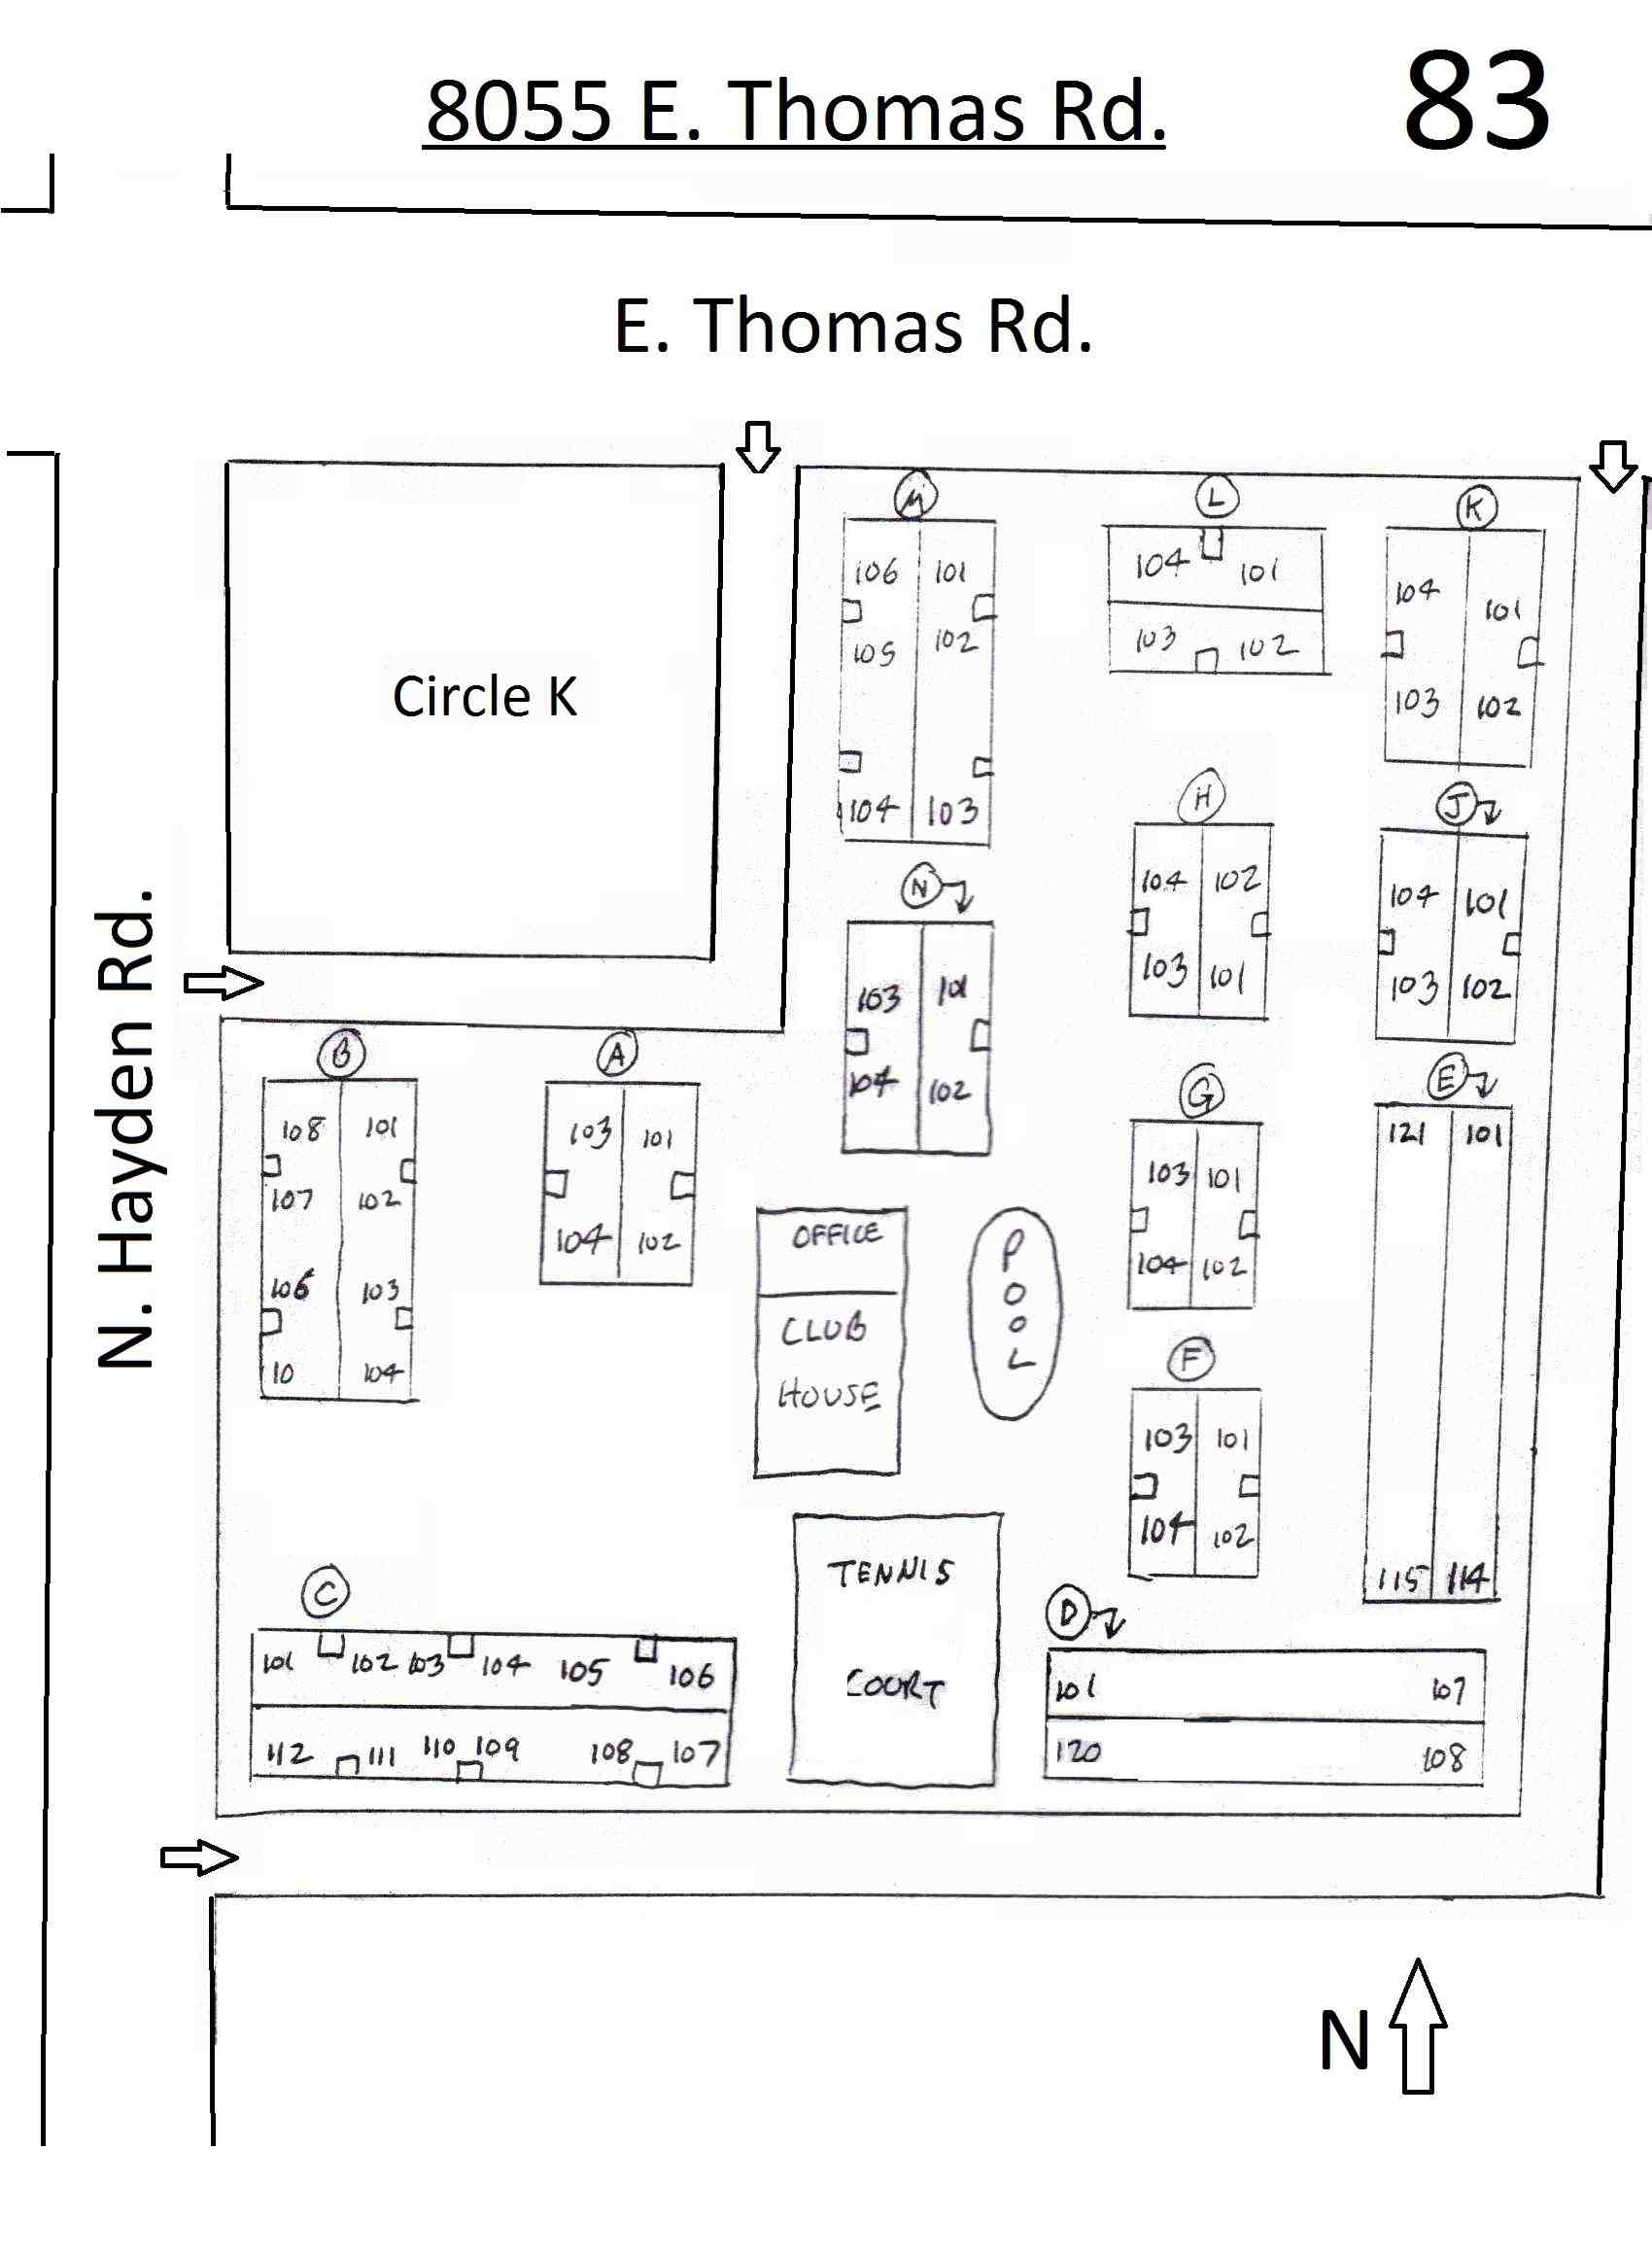 8055 E. Thomas Rd.
83
E. Thomas Rd.
N. Hayden Rd.
Circle K
M
106 101
105 102
104 103
L
104 101
103 102
K
104 101
103 102
H
104 102
103 101
J
104 101
103 102
N
103 101
104 102
B
108 101
107 102
106 103
10 104
A
103 101
104 102
OFFICE
CLUB
HOUSE
POOL
G
103 101
104 102
E
121 101
115 114
F
103 101
104 102
C
101 102 103 104 105 106
112 111 110 109 108 107
TENNIS
COURT
D
101 107
120 108
N